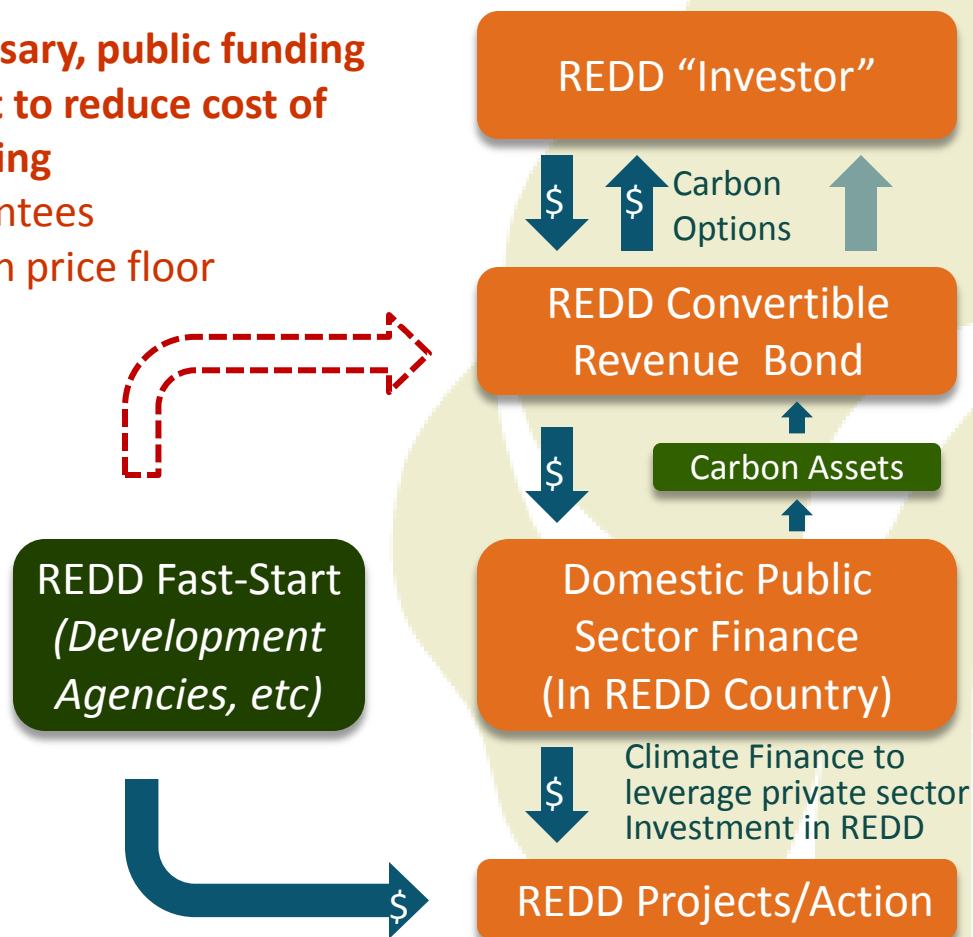 sary, public funding
t to reduce cost of
ing
ntees
n price floor
REDD “Investor”
$
$
Carbon
Options
REDD Convertible
Revenue Bond
$
Carbon Assets
REDD Fast-Start
(Development
Agencies, etc)
Domestic Public
Sector Finance
(In REDD Country)
$
Climate Finance to
leverage private sector
Investment in REDD
$
REDD Projects/Action